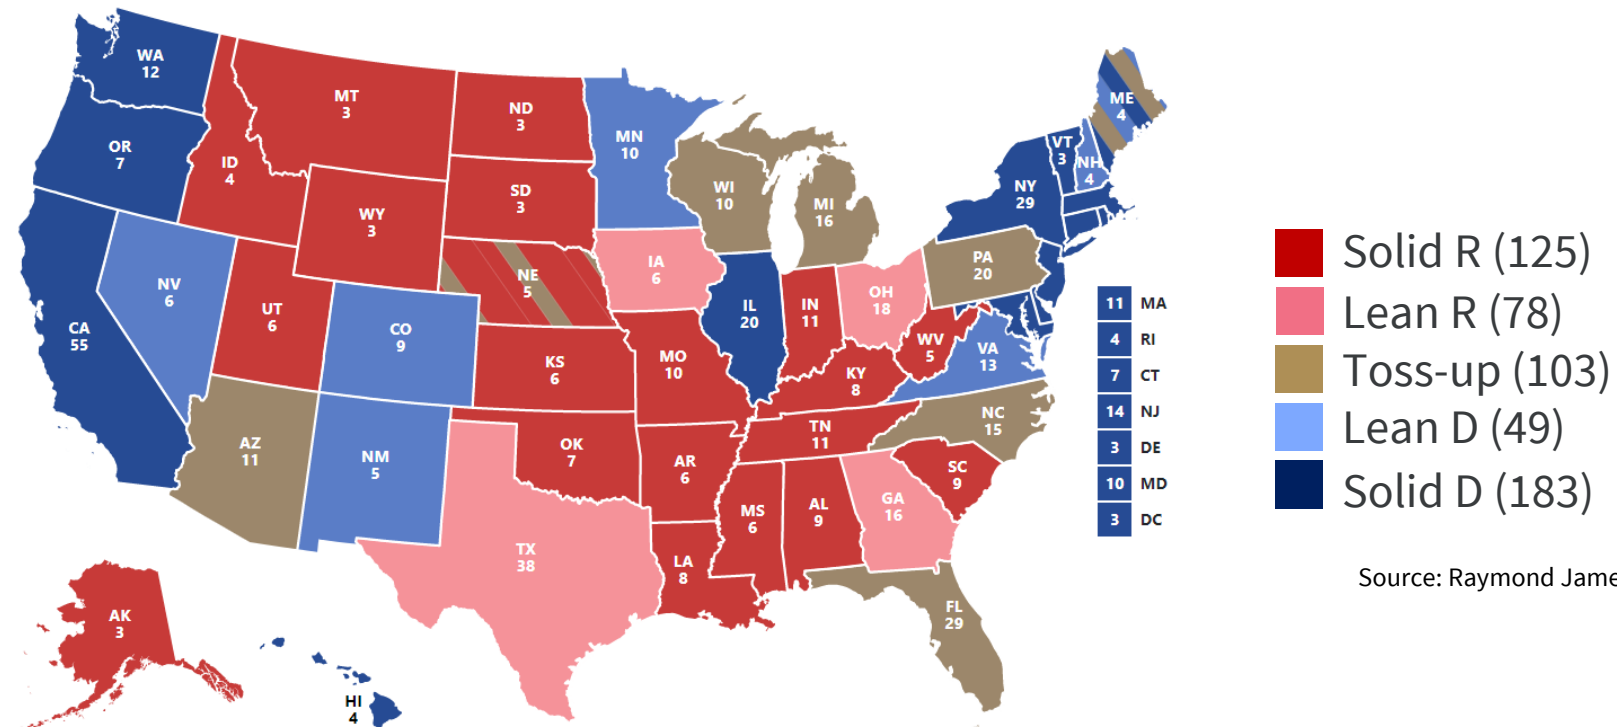 WA
12
OR
7
CA
55
NV
6
ID
4
MT
3
WY
3
UT
6
AZ
11
CO
9
NM
5
ND
3
SD
3
NE
5
KS
6
OK
7
TX
38
MN
10
IA
6
MO
10
AR
6
LA
8
WI
10
IL
20
MI
16
IN
11
OH
18
KY
8
TN
11
MS
6
AL
9
GA
16
FL
29
SC
9
NC
15
VA
13
WV
5
PA
20
NY
29
VT
3
NH
4
ME
4
AK
3
HI
4
11 MA
4 RI
7 CT
14 NJ
3 DE
10 MD
3 DC
Solid R (125)
Lean R (78)
Toss-up (103)
Lean D (49)
Solid D (183)
Source: Raymond Jame